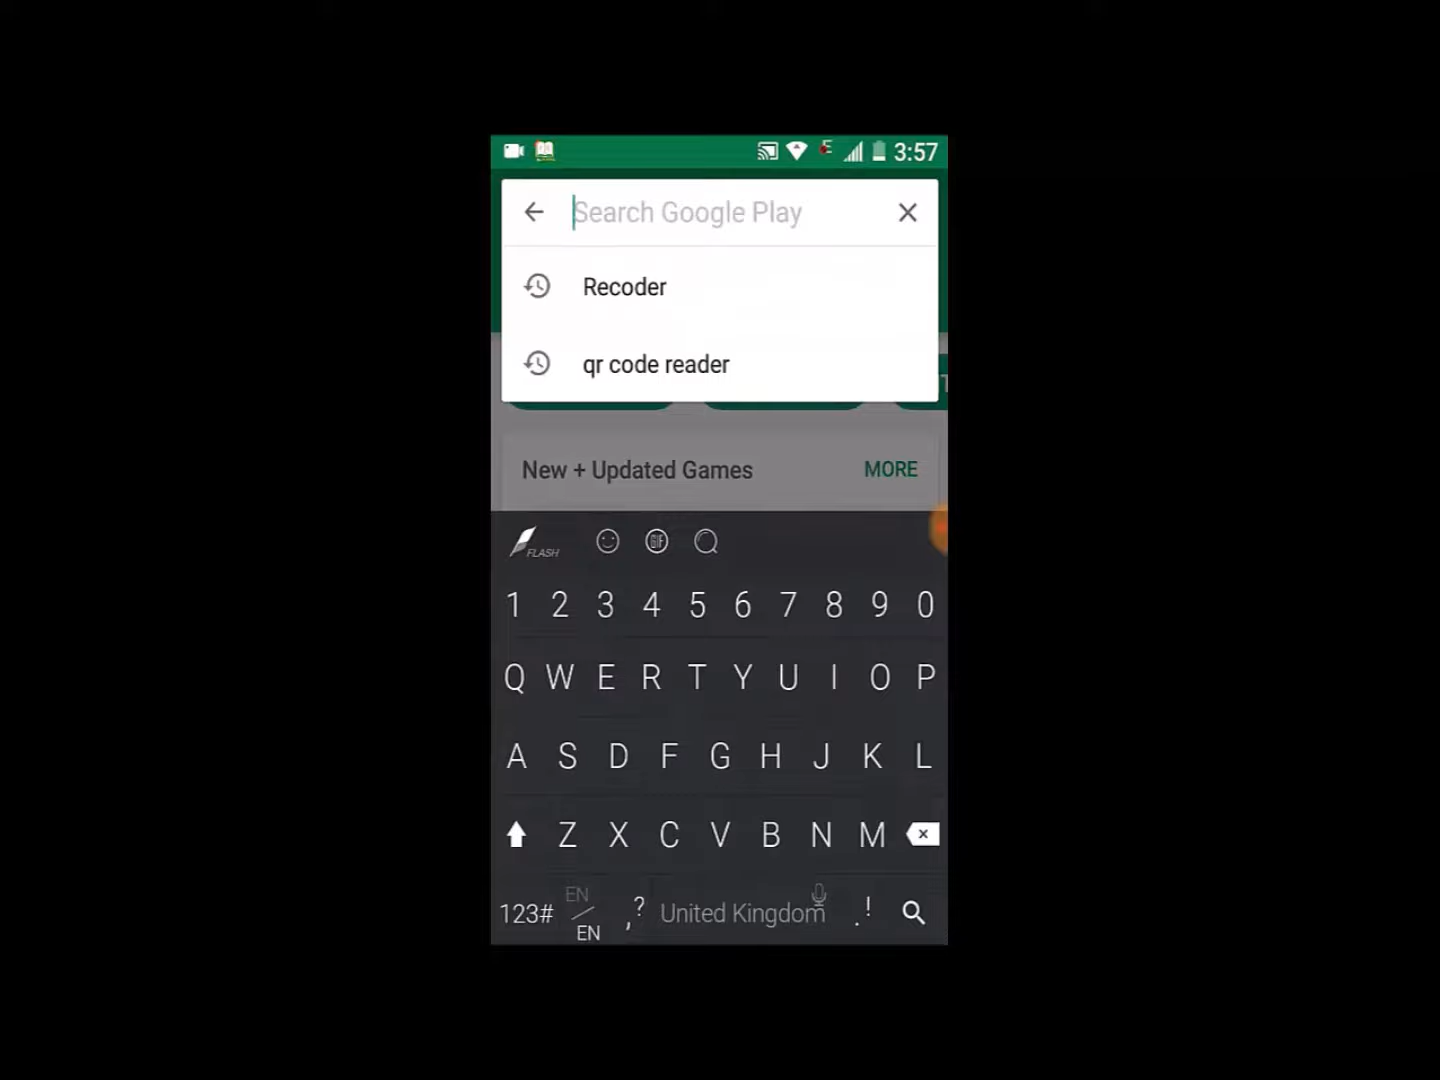 3:57
Search Google Play
Recoder
qr code reader
New + Updated Games MORE
FLASH GIF
1 2 3 4 5 6 7 8 9 0
Q W E R T Y U I O P
A S D F G H J K L
Z X C V B N M
123# EN EN ,? United Kingdom .!